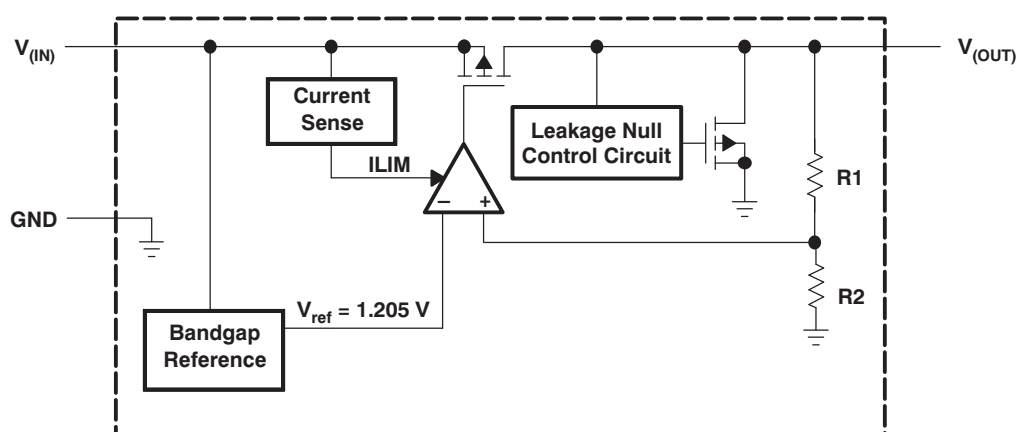 V(IN)
V(OUT)
Current
Sense
Leakage Null
Control Circuit
ILIM
R1
− +
GND
R2
Vref = 1.205 V
Bandgap
Reference